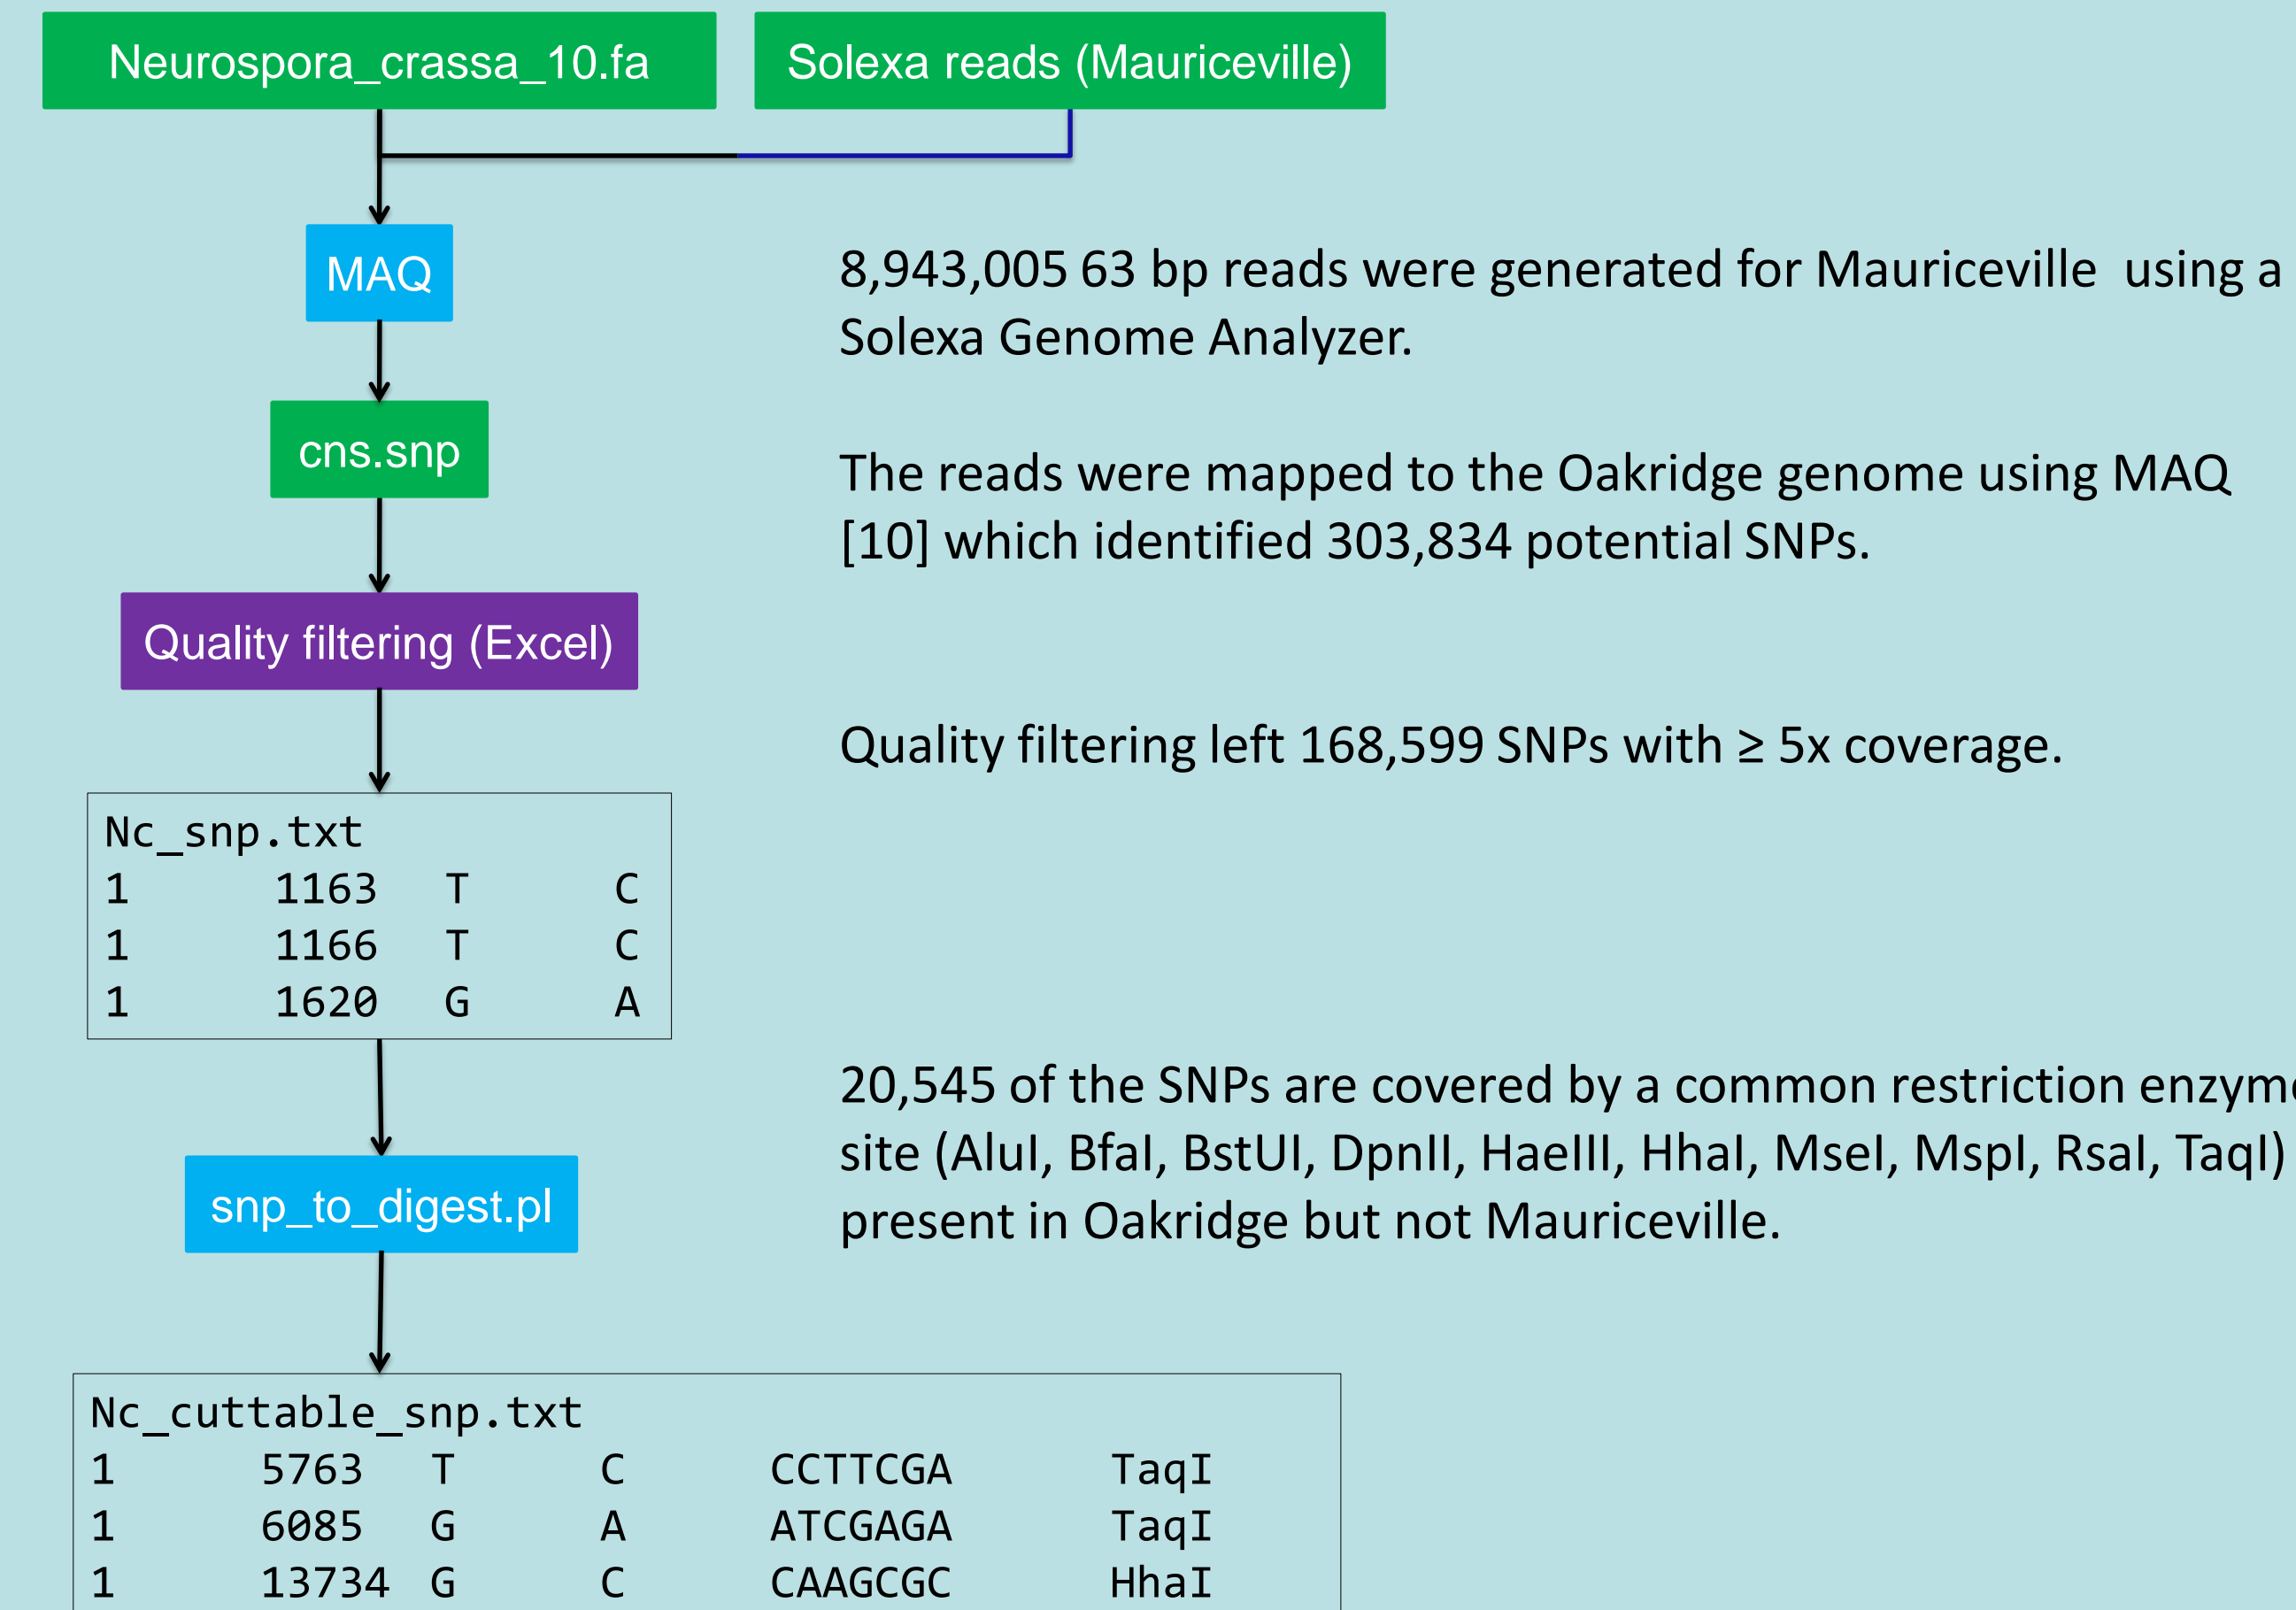 Neurospora_crassa_10.fa
Solexa reads (Mauriceville)
MAQ
8,943,005 63 bp reads were generated for Mauriceville  using a
Solexa Genome Analyzer.
cns.snp
The reads were mapped to the Oakridge genome using MAQ
[10] which identified 303,834 potential SNPs.
Quality filtering (Excel)
Quality filtering left 168,599 SNPs with ≥ 5x coverage.
Nc_snp.txt
1 1163 T C
1 1166 T C
1 1620 G A
20,545 of the SNPs are covered by a common restriction enzyme
site (AluI, BfaI, BstUI, DpnII, HaeIII, HhaI, MseI, MspI, RsaI, TaqI)
present in Oakridge but not Mauriceville.
snp_to_digest.pl
Nc_cuttable_snp.txt
1 5763 T C CCTTCGA TaqI
1 6085 G A ATCGAGA TaqI
1 13734 G C CAAGCGC HhaI